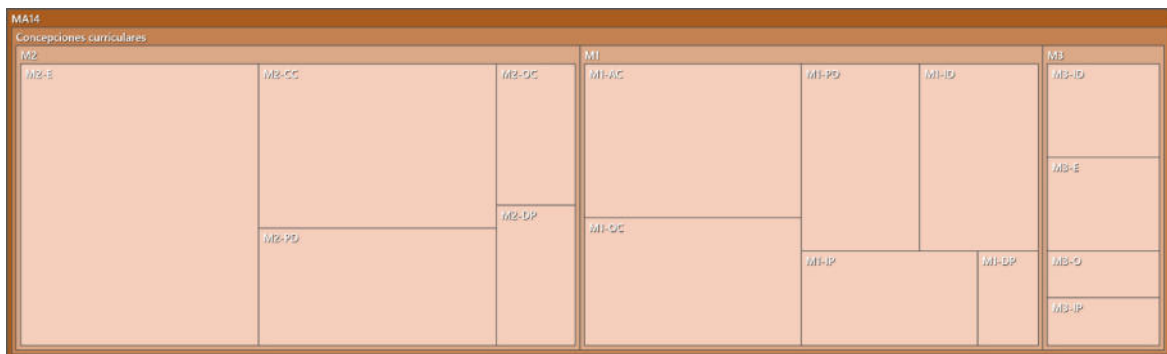 MA14
Concepciones curriculares
M2
M2-E
M2-CC
M2-OC
M2-PD
M2-DP
M1
M1-AC
M1-PD
M1-ID
M1-OC
M1-IP
M1-DP
M3
M3-ID
M3-E
M3-O
M3-IP